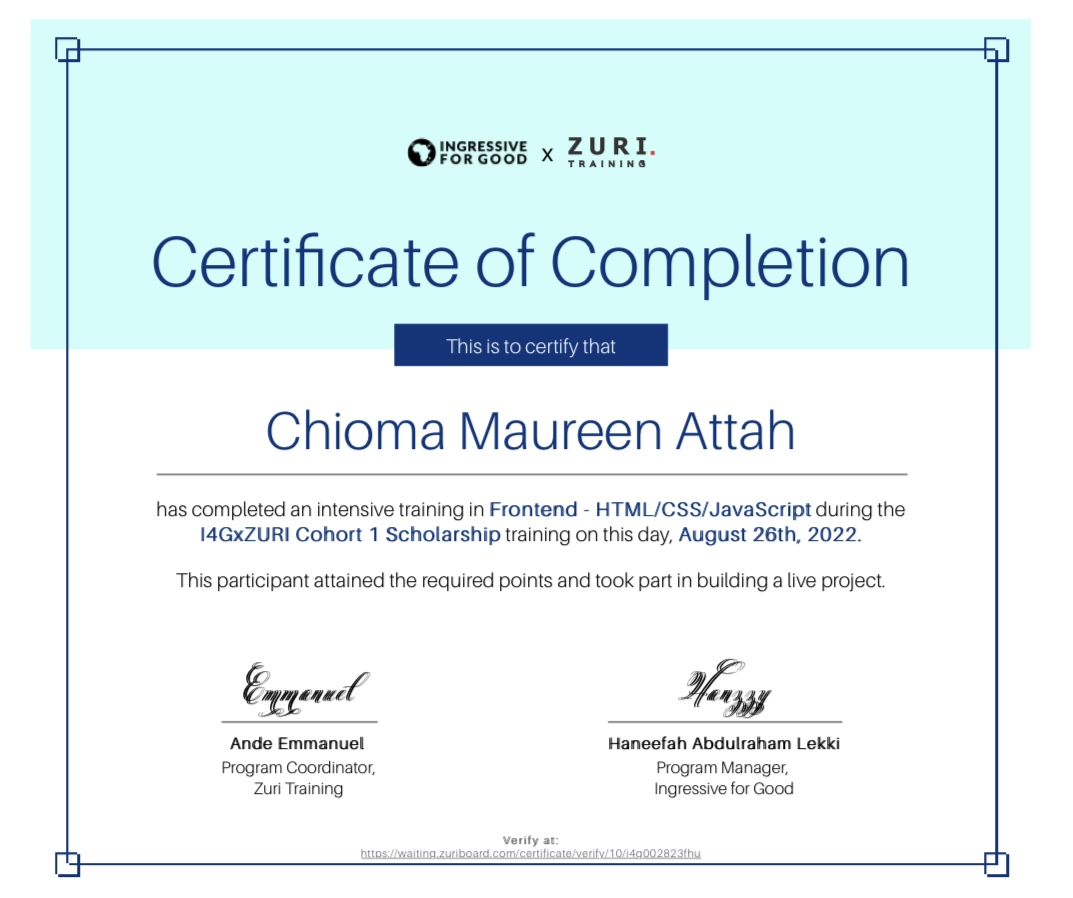 INGRESSIVE
FOR GOOD
x
ZURI.
TRAINING
Certificate of Completion
This is to certify that
Chioma Maureen Attah
has completed an intensive training in Frontend - HTML/CSS/JavaScript during the
I4GxZURI Cohort 1 Scholarship training on this day, August 26th, 2022.
This participant attained the required points and took part in building a live project.
Emmanuel
Hanzzy
Ande Emmanuel
Haneefah Abdulraham Lekki
Program Coordinator,
Program Manager,
Zuri Training
Ingressive for Good
Verify at:
https://waiting.zuriboard.com/certificate/verify/10/i4g002823fhu